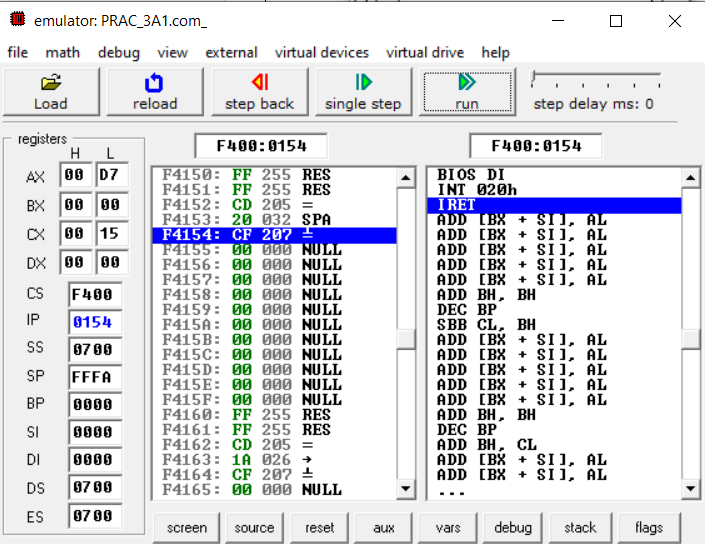 emulator: PRAC_3A1.com_
file math debug view external virtual devices virtual drive help
Load reload step back single step run step delay ms: 0
registers
H L
AX 00 D7
BX 00 00
CX 00 15
DX 00 00
CS F400
IP 0154
SS 0700
SP FFFA
BP 0000
SI 0000
DI 0000
DS 0700
ES 0700
F400:0154
F4150: FF 255 RES
F4151: FF 255 RES
F4152: CD 205 =
F4153: 20 032 SPA
F4154: CF 207 ╧
F4155: 00 000 NULL
F4156: 00 000 NULL
F4157: 00 000 NULL
F4158: 00 000 NULL
F4159: 00 000 NULL
F415A: 00 000 NULL
F415B: 00 000 NULL
F415C: 00 000 NULL
F415D: 00 000 NULL
F415E: 00 000 NULL
F415F: 00 000 NULL
F4160: FF 255 RES
F4161: FF 255 RES
F4162: CD 205 =
F4163: 1A 026 →
F4164: CF 207 ╧
F4165: 00 000 NULL
F400:0154
BIOS DI
INT 020h
IRET
ADD [BX + SI], AL
ADD [BX + SI], AL
ADD [BX + SI], AL
ADD [BX + SI], AL
ADD [BX + SI], AL
ADD BH, BH
DEC BP
SBB CL, BH
ADD [BX + SI], AL
ADD [BX + SI], AL
ADD [BX + SI], AL
ADD [BX + SI], AL
ADD [BX + SI], AL
ADD BH, BH
DEC BP
ADD BH, CL
ADD [BX + SI], AL
ADD [BX + SI], AL
...
screen source reset aux vars debug stack flags